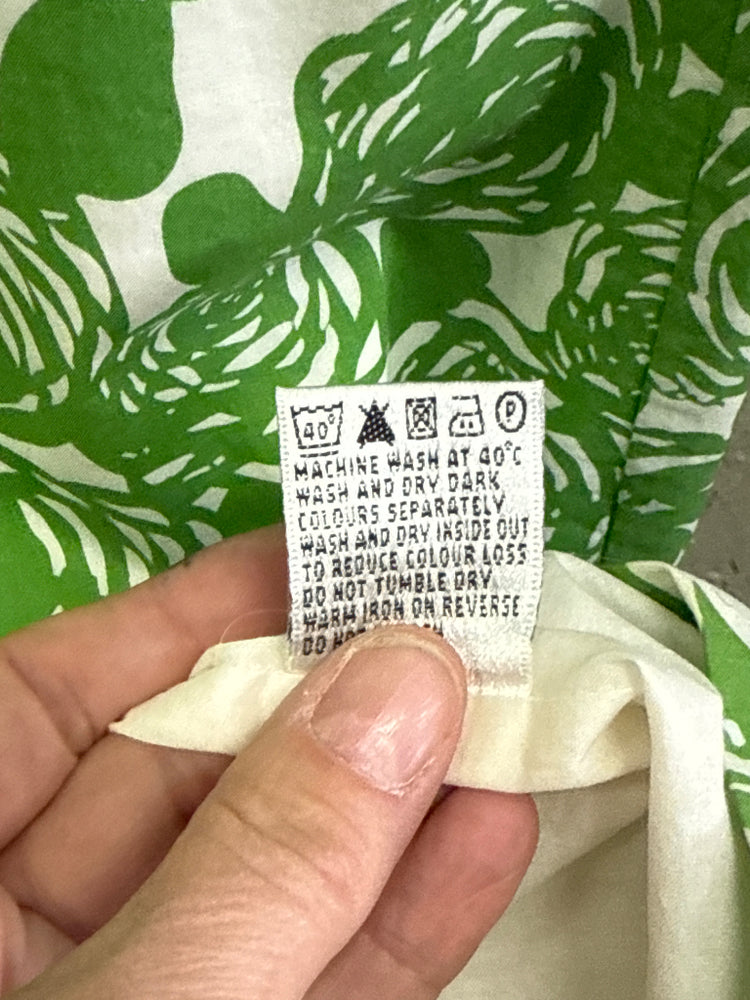 40° P
MACHINE WASH AT 40°C
WASH AND DRY DARK
COLOURS SEPARATELY
WASH AND DRY INSIDE OUT
TO REDUCE COLOUR LOSS
DO NOT TUMBLE DRY
WARM IRON ON REVERSE
DO